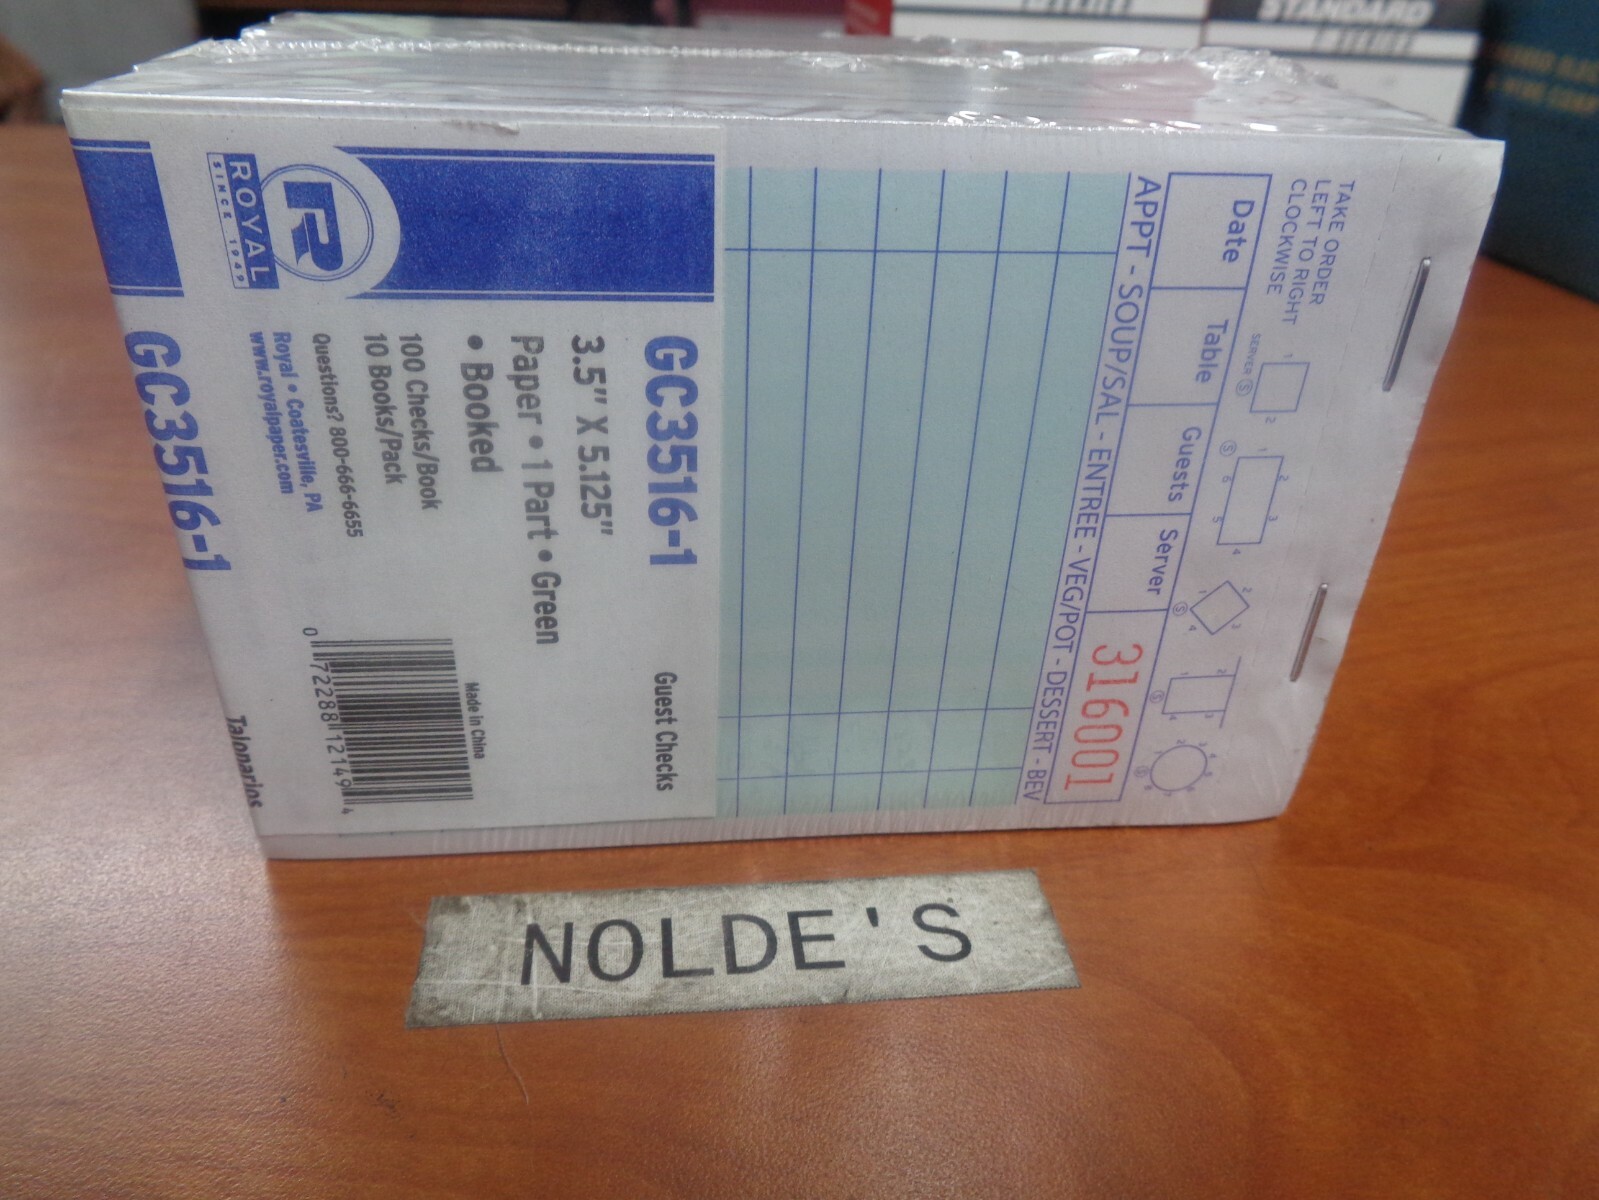 ROYAL
SINCE 1949
R
GC3516-1
Guest Checks
3.5" X 5.125"
Paper • 1 Part • Green
• Booked
100 Checks/Book
10 Books/Pack
Made in China
Questions? 800-666-6655
Royal • Coatesville, PA
www.royalpaper.com
0 72288 12149 4
GC3516-1
Talonarios
TAKE ORDER
LEFT TO RIGHT
CLOCKWISE
SERVER S
Date Table Guests Server
316001
APPT - SOUP/SAL - ENTREE - VEG/POT - DESSERT - BEV
NOLDE'S
STANDARD